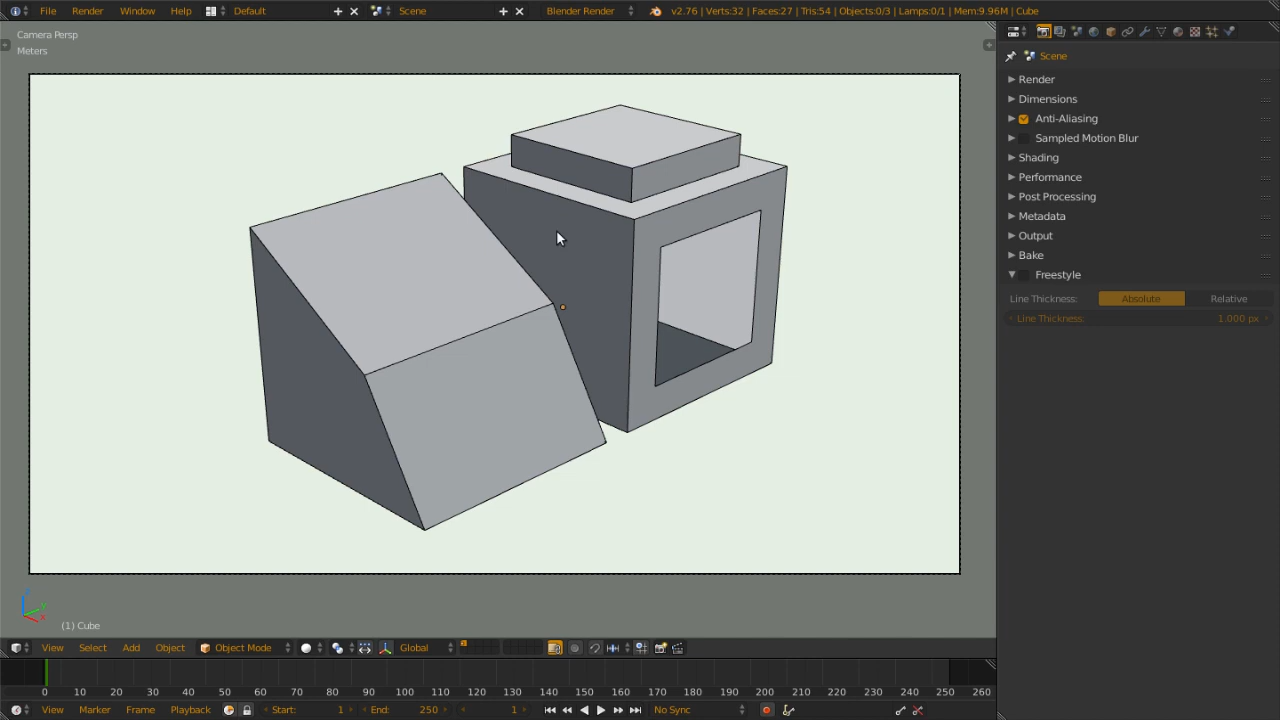 File Render Window Help Default Scene Blender Render v2.76 | Verts:32 | Faces:27 | Tris:54 | Objects:0/3 | Lamps:0/1 | Mem:9.96M | Cube
Camera Persp
Meters
Scene
Render
Dimensions
Anti-Aliasing
Sampled Motion Blur
Shading
Performance
Post Processing
Metadata
Output
Bake
Freestyle
Line Thickness: Absolute Relative
Line Thickness: 1.000 px
(1) Cube
View Select Add Object Object Mode Global
0 10 20 30 40 50 60 70 80 90 100 110 120 130 140 150 160 170 180 190 200 210 220 230 240 250 260
View Marker Frame Playback Start: 1 End: 250 1 No Sync